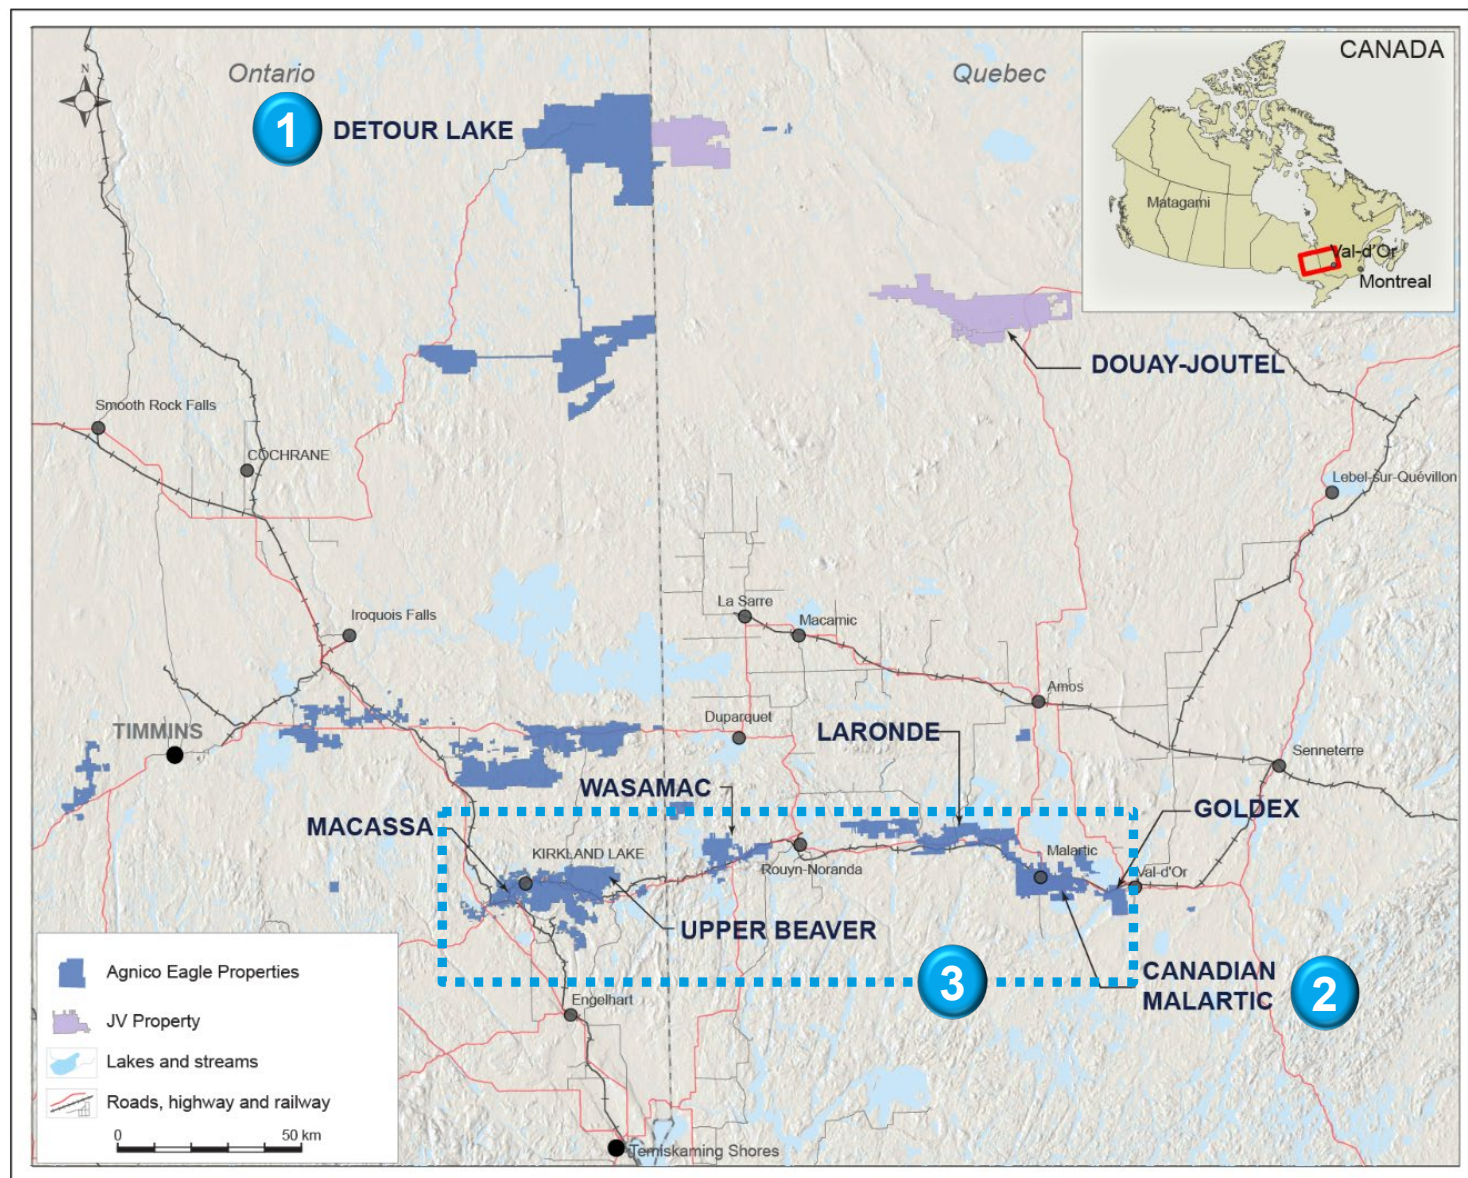 Ontario
Quebec
CANADA
N
1
DETOUR LAKE
Matagami
Val-d'Or
Montreal
DOUAY-JOUTEL
Smooth Rock Falls
COCHRANE
Lebel-sur-Quévillon
La Sarre
Iroquois Falls
Macamic
Amos
TIMMINS
Duparquet
LARONDE
Senneterre
WASAMAC
GOLDEX
MACASSA
KIRKLAND LAKE
Malartic
Rouyn-Noranda
Val-d'Or
UPPER BEAVER
3
CANADIAN
MALARTIC
2
Agnico Eagle Properties
Engelhart
JV Property
Lakes and streams
Roads, highway and railway
0 50 km
Temiskaming Shores